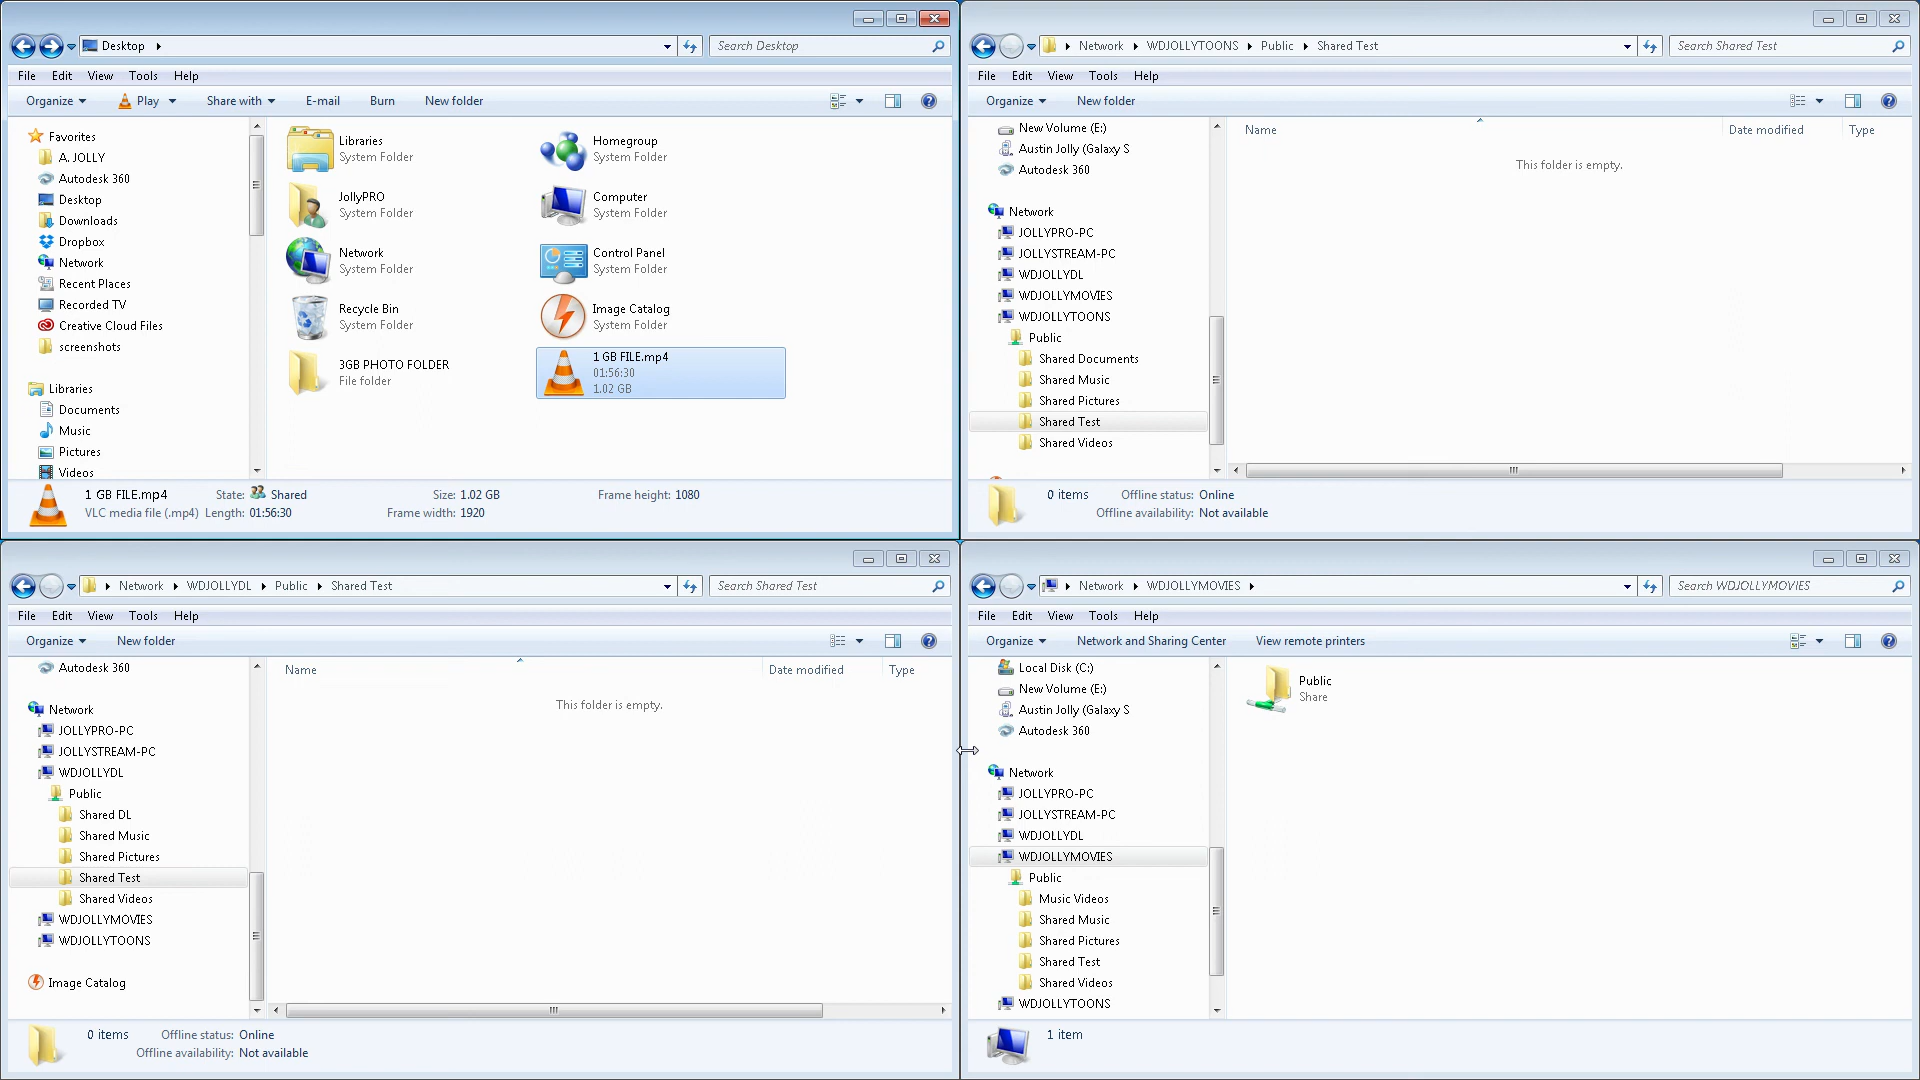 Desktop
Search Desktop
File Edit View Tools Help
Organize Play Share with E-mail Burn New folder
Favorites
A. JOLLY
Autodesk 360
Desktop
Downloads
Dropbox
Network
Recent Places
Recorded TV
Creative Cloud Files
screenshots
Libraries
Documents
Music
Pictures
Videos
Libraries
System Folder
Homegroup
System Folder
JollyPRO
System Folder
Computer
System Folder
Network
System Folder
Control Panel
System Folder
Recycle Bin
System Folder
Image Catalog
System Folder
3GB PHOTO FOLDER
File folder
1 GB FILE.mp4
01:56:30
1.02 GB
1 GB FILE.mp4 State: Shared Size: 1.02 GB Frame height: 1080
VLC media file (.mp4) Length: 01:56:30 Frame width: 1920
Network WDJOLLYTOONS Public Shared Test
Search Shared Test
File Edit View Tools Help
Organize New folder
New Volume (E:)
Austin Jolly (Galaxy S
Autodesk 360
Network
JOLLYPRO-PC
JOLLYSTREAM-PC
WDJOLLYDL
WDJOLLYMOVIES
WDJOLLYTOONS
Public
Shared Documents
Shared Music
Shared Pictures
Shared Test
Shared Videos
Name Date modified Type
This folder is empty.
0 items Offline status: Online
Offline availability: Not available
Network WDJOLLYDL Public Shared Test
Search Shared Test
File Edit View Tools Help
Organize New folder
Autodesk 360
Network
JOLLYPRO-PC
JOLLYSTREAM-PC
WDJOLLYDL
Public
Shared DL
Shared Music
Shared Pictures
Shared Test
Shared Videos
WDJOLLYMOVIES
WDJOLLYTOONS
Image Catalog
Name Date modified Type
This folder is empty.
0 items Offline status: Online
Offline availability: Not available
Network WDJOLLYMOVIES
Search WDJOLLYMOVIES
File Edit View Tools Help
Organize Network and Sharing Center View remote printers
Local Disk (C:)
New Volume (E:)
Austin Jolly (Galaxy S
Autodesk 360
Network
JOLLYPRO-PC
JOLLYSTREAM-PC
WDJOLLYDL
WDJOLLYMOVIES
Public
Music Videos
Shared Music
Shared Pictures
Shared Test
Shared Videos
WDJOLLYTOONS
Public
Share
1 item